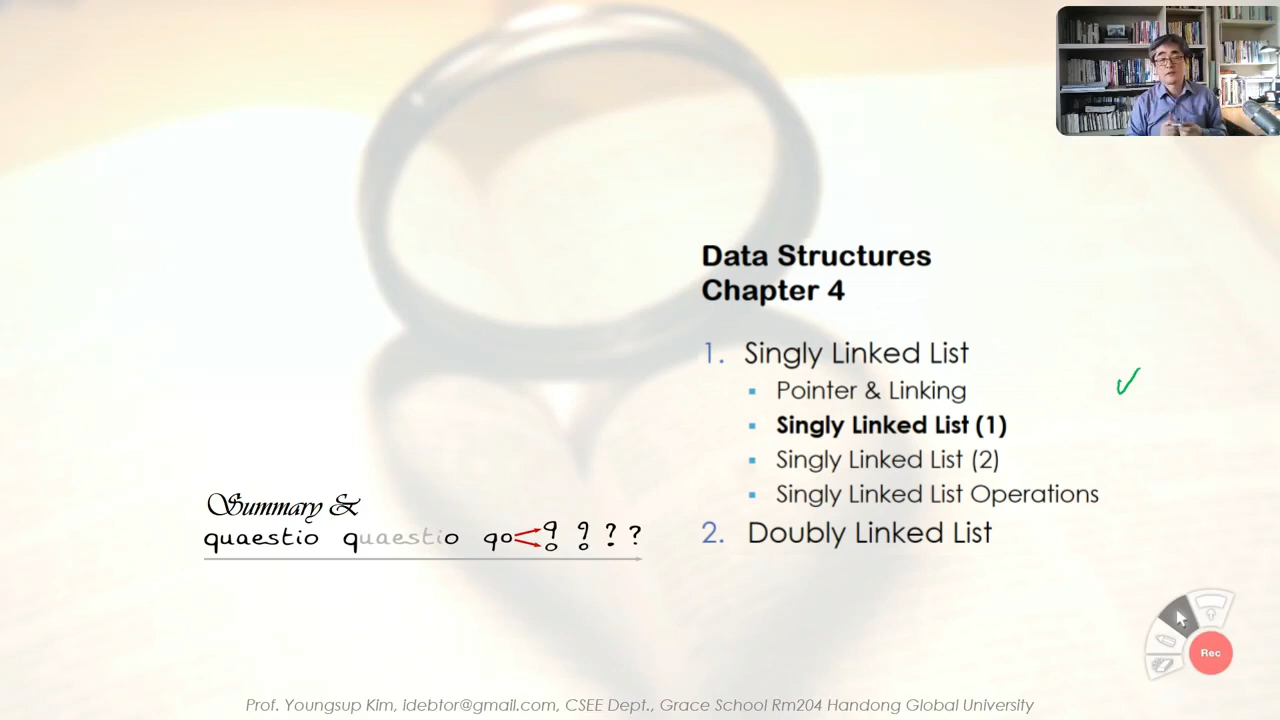 Data Structures
Chapter 4
1. Singly Linked List
▪ Pointer & Linking
▪ Singly Linked List (1)
▪ Singly Linked List (2)
▪ Singly Linked List Operations
2. Doubly Linked List
Summary &
quaestio quaestio qo q o ? ? ?
Rec
Prof. Youngsup Kim, idebtor@gmail.com, CSEE Dept., Grace School Rm204 Handong Global University